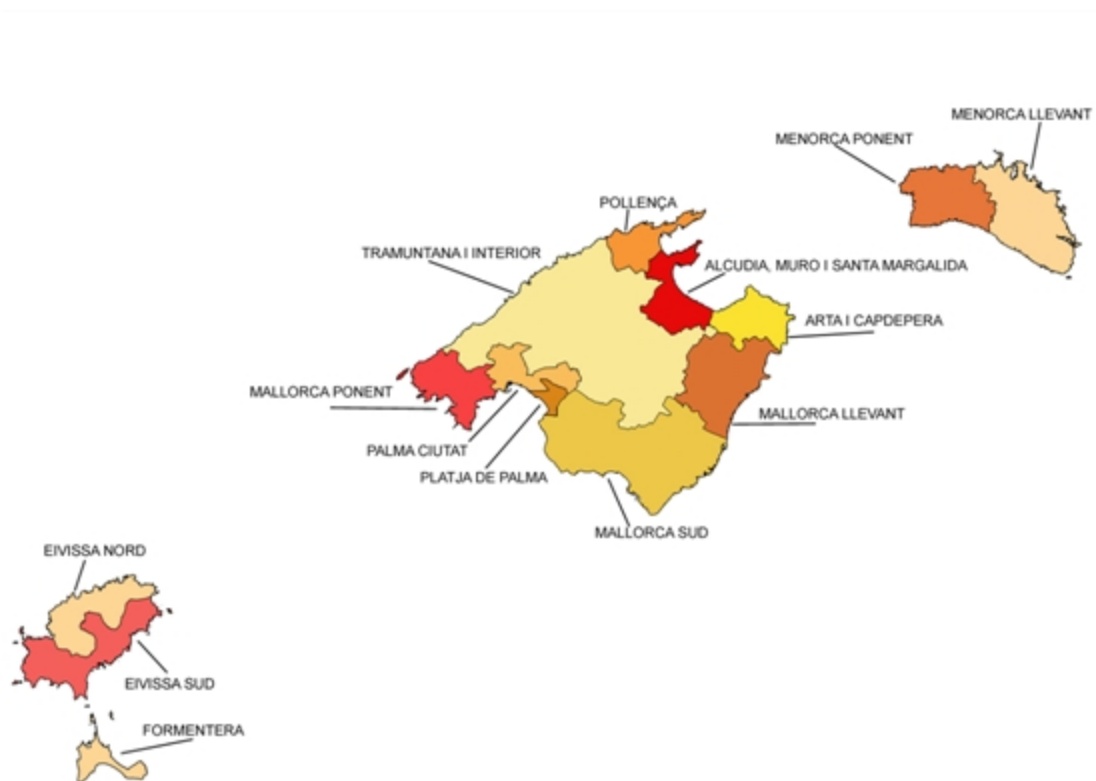 MENORCA LLEVANT
MENORCA PONENT
POLLENÇA
TRAMUNTANA I INTERIOR
ALCUDIA, MURO I SANTA MARGALIDA
ARTA I CAPDEPERA
MALLORCA PONENT
MALLORCA LLEVANT
PALMA CIUTAT
PLATJA DE PALMA
MALLORCA SUD
EIVISSA NORD
EIVISSA SUD
FORMENTERA